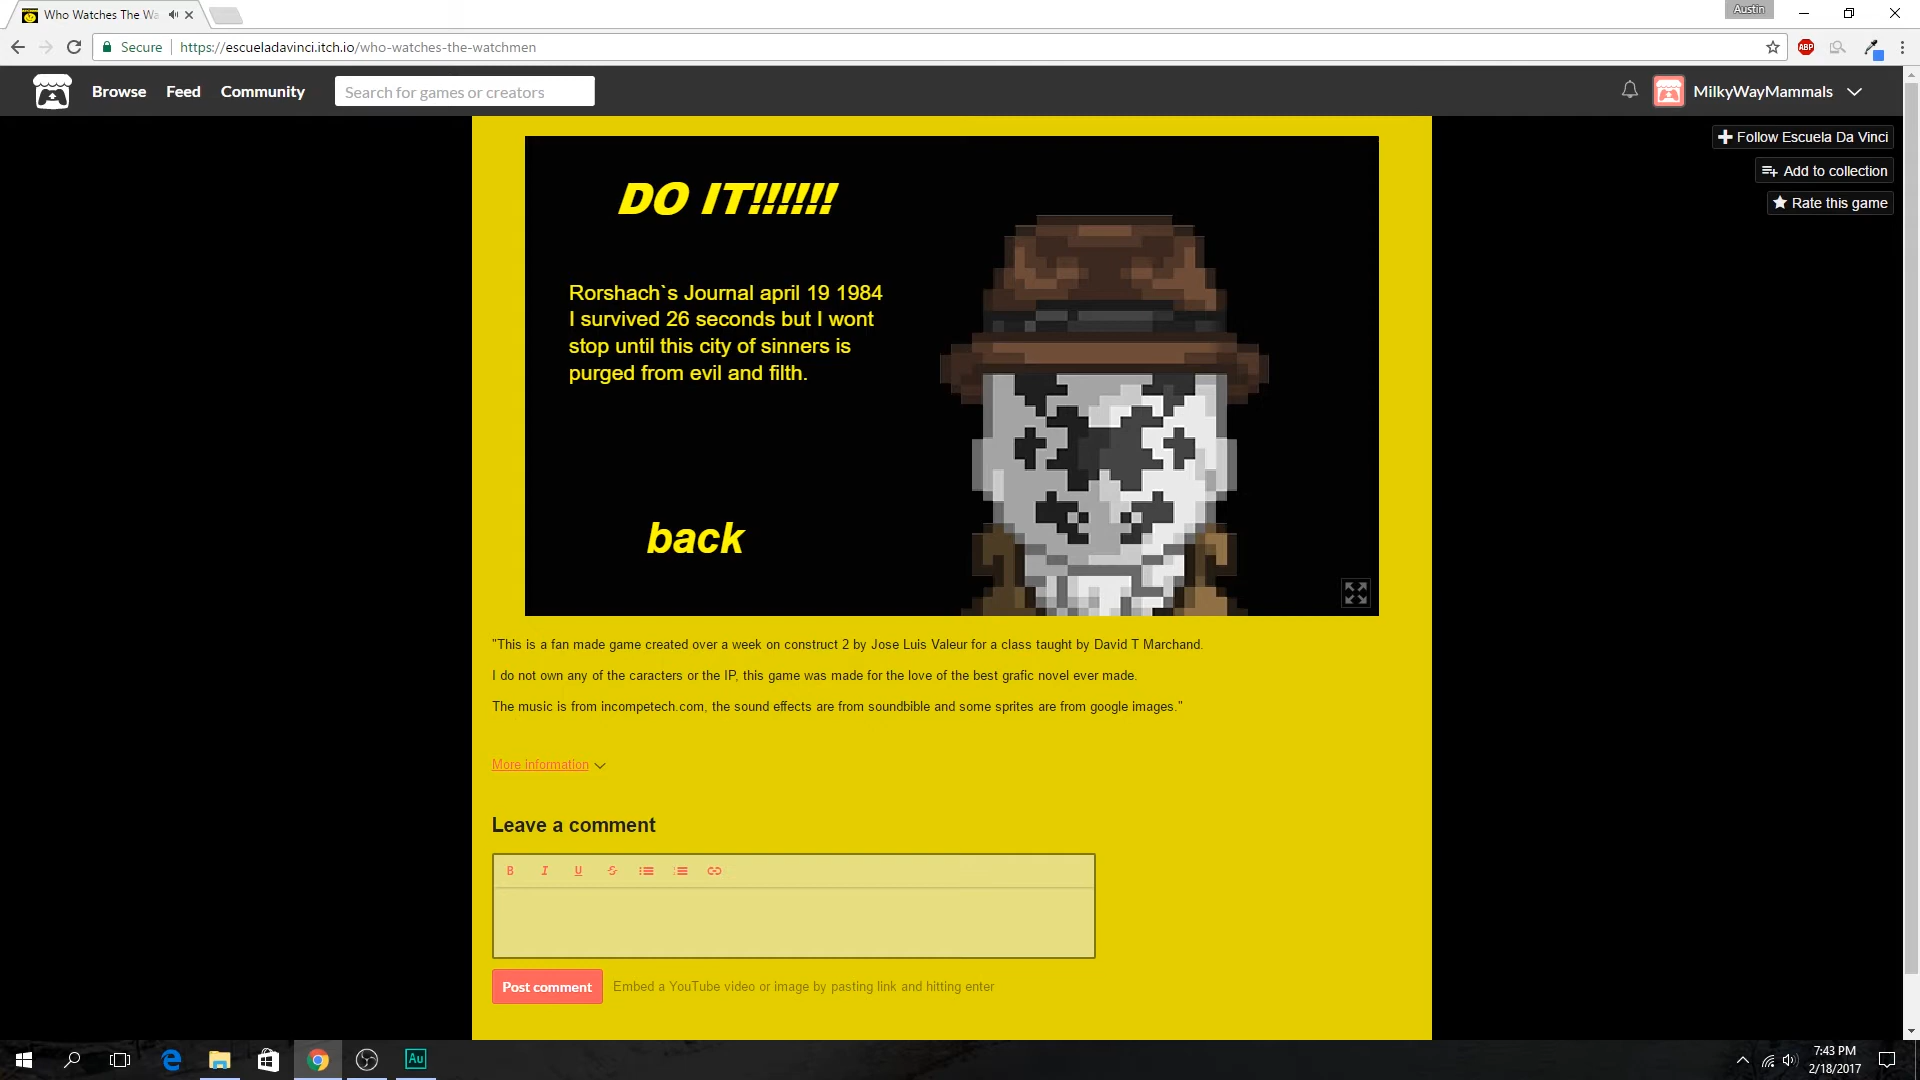 Who Watches The Wa
Austin
Secure
https://escueladavinci.itch.io/who-watches-the-watchmen
ABP
Browse
Feed
Community
Search for games or creators
MilkyWayMammals
Follow Escuela Da Vinci
Add to collection
Rate this game
DO IT!!!!!!
Rorshach`s Journal april 19 1984
I survived 26 seconds but I wont
stop until this city of sinners is
purged from evil and filth.
back
"This is a fan made game created over a week on construct 2 by Jose Luis Valeur for a class taught by David T Marchand.
I do not own any of the caracters or the IP, this game was made for the love of the best grafic novel ever made.
The music is from incompetech.com, the sound effects are from soundbible and some sprites are from google images."
More information
Leave a comment
B I U S
Post comment
Embed a YouTube video or image by pasting link and hitting enter
Au
7:43 PM
2/18/2017